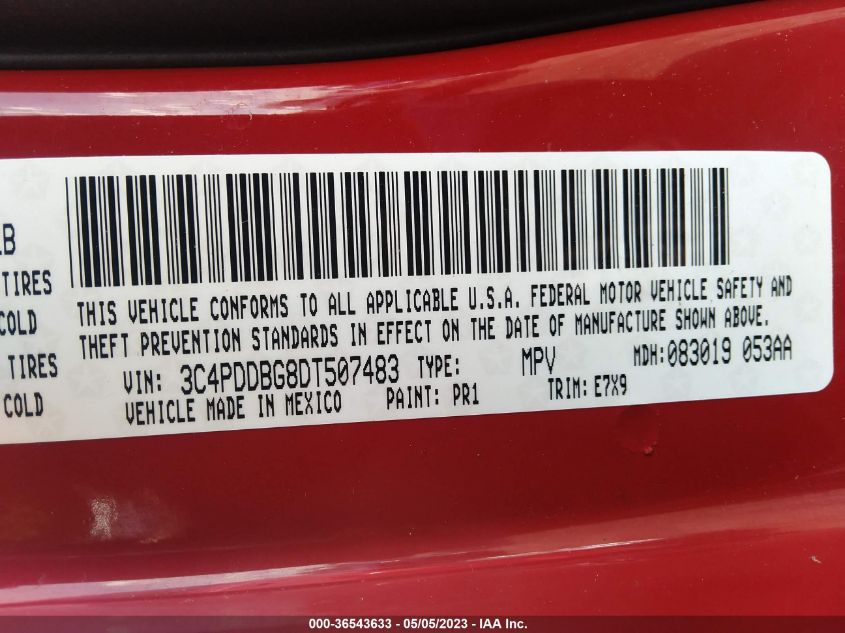 LB
TIRES
COLD
TIRES
COLD
THIS VEHICLE CONFORMS TO ALL APPLICABLE U.S.A. FEDERAL MOTOR VEHICLE SAFETY AND
THEFT PREVENTION STANDARDS IN EFFECT ON THE DATE OF MANUFACTURE SHOWN ABOVE.
VIN: 3C4PDDBG8DT507483 TYPE: MPV MDH: 083019 053AA
VEHICLE MADE IN MEXICO PAINT: PR1 TRIM: E7X9
000-36543633 - 05/05/2023 - IAA Inc.